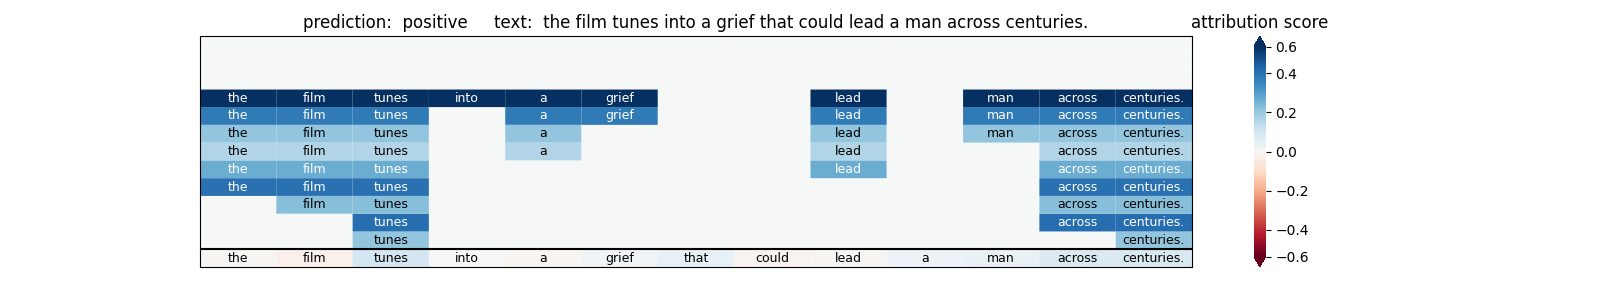 prediction:  positive     text:  the film tunes into a grief that could lead a man across centuries.
attribution score
the film tunes into a grief lead man across centuries.
the film tunes a grief lead man across centuries.
the film tunes a lead man across centuries.
the film tunes a lead across centuries.
the film tunes lead across centuries.
the film tunes across centuries.
film tunes across centuries.
tunes across centuries.
tunes centuries.
the film tunes into a grief that could lead a man across centuries.
0.6
0.4
0.2
0.0
−0.2
−0.4
−0.6